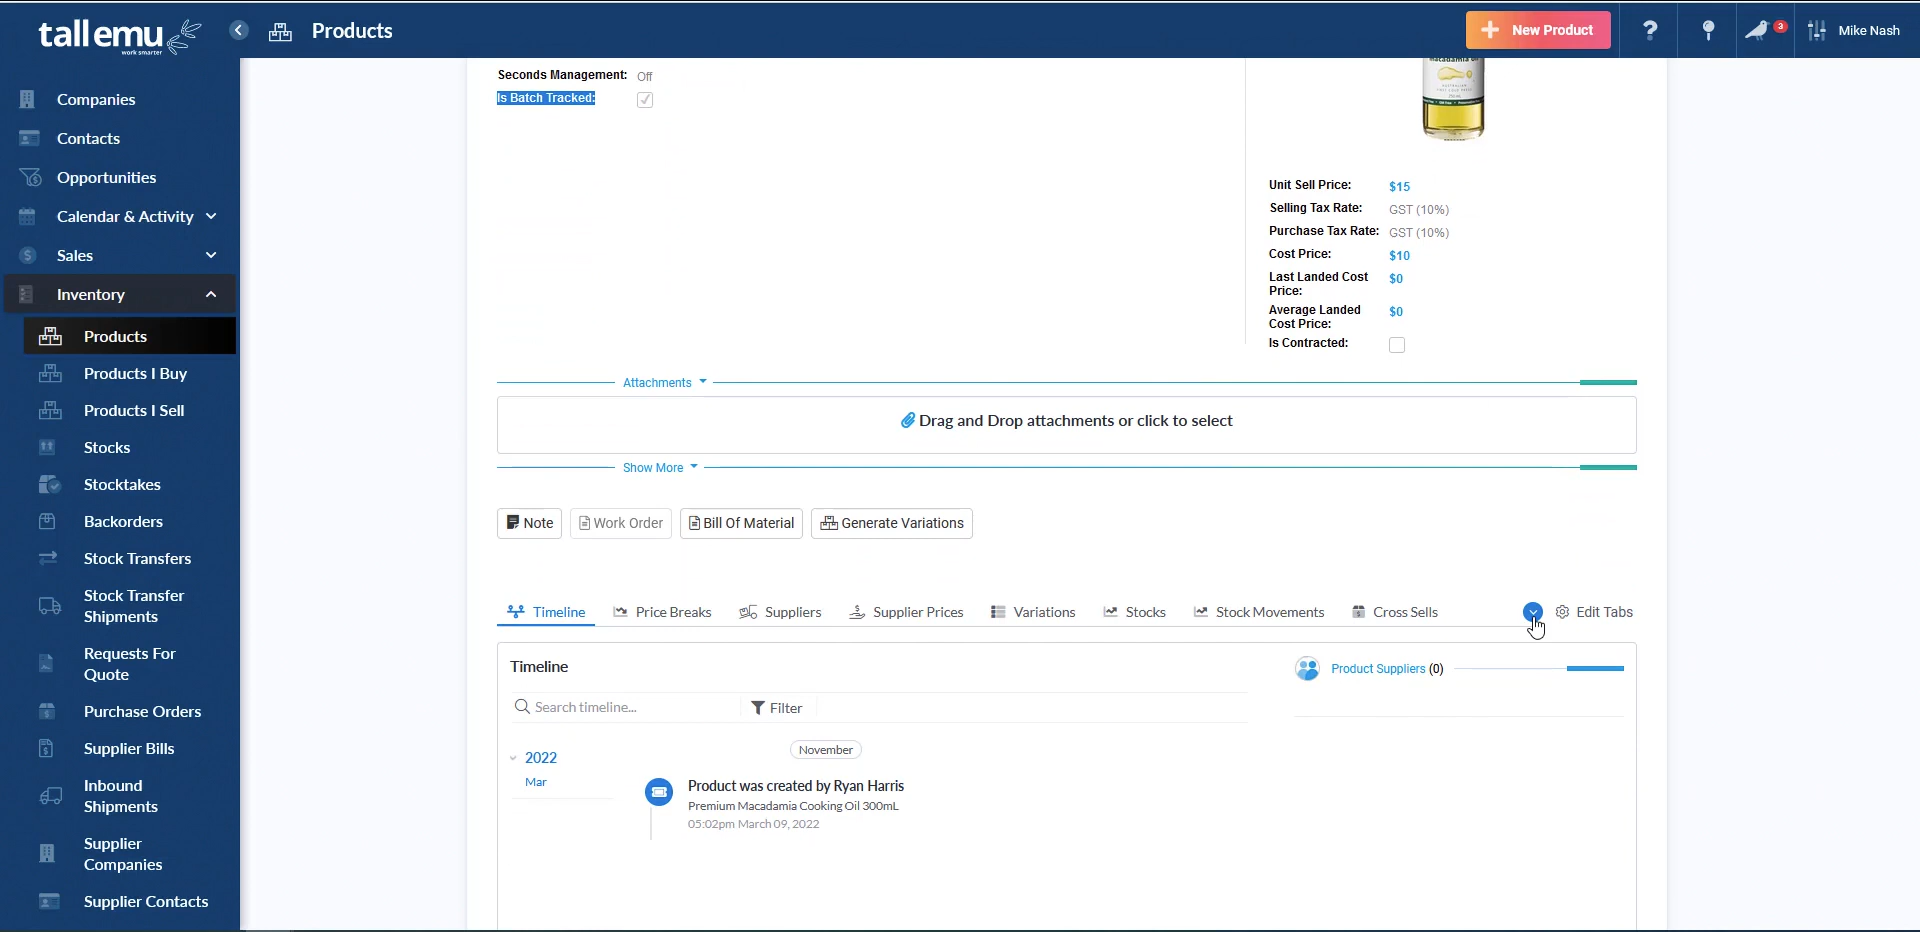 tall emu
work smarter
Products
New Product
?
3
Mike Nash
Companies
Contacts
Opportunities
Calendar & Activity
Sales
Inventory
Products
Products I Buy
Products I Sell
Stocks
Stocktakes
Backorders
Stock Transfers
Stock Transfer
Shipments
Requests For
Quote
Purchase Orders
Supplier Bills
Inbound
Shipments
Supplier
Companies
Supplier Contacts
Seconds Management: Off
Is Batch Tracked:
macadamia oil
Unit Sell Price: $15
Selling Tax Rate: GST (10%)
Purchase Tax Rate: GST (10%)
Cost Price: $10
Last Landed Cost
Price: $0
Average Landed
Cost Price: $0
Is Contracted:
Attachments
Drag and Drop attachments or click to select
Show More
Note Work Order Bill Of Material Generate Variations
Timeline Price Breaks Suppliers Supplier Prices Variations Stocks Stock Movements Cross Sells Edit Tabs
Timeline
Product Suppliers (0)
Search timeline... Filter
November
2022
Mar
Product was created by Ryan Harris
Premium Macadamia Cooking Oil 300mL
05:02pm March 09, 2022